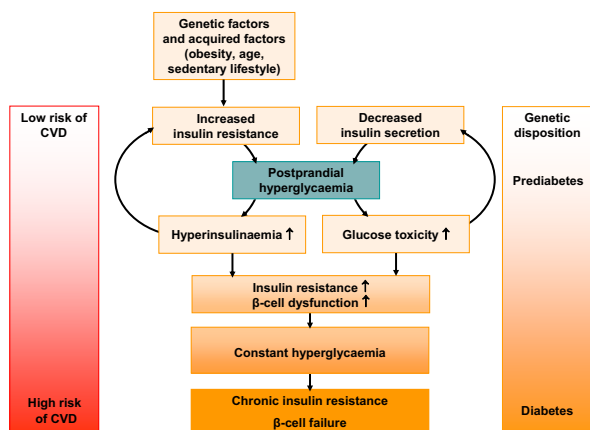 Genetic factors
and acquired factors
(obesity, age,
sedentary lifestyle)
Low risk of
CVD
Increased
insulin resistance
Decreased
insulin secretion
Genetic
disposition
Postprandial
hyperglycaemia
Prediabetes
Hyperinsulinaemia ↑
Glucose toxicity ↑
Insulin resistance ↑
β-cell dysfunction ↑
Constant hyperglycaemia
High risk
of CVD
Chronic insulin resistance
β-cell failure
Diabetes